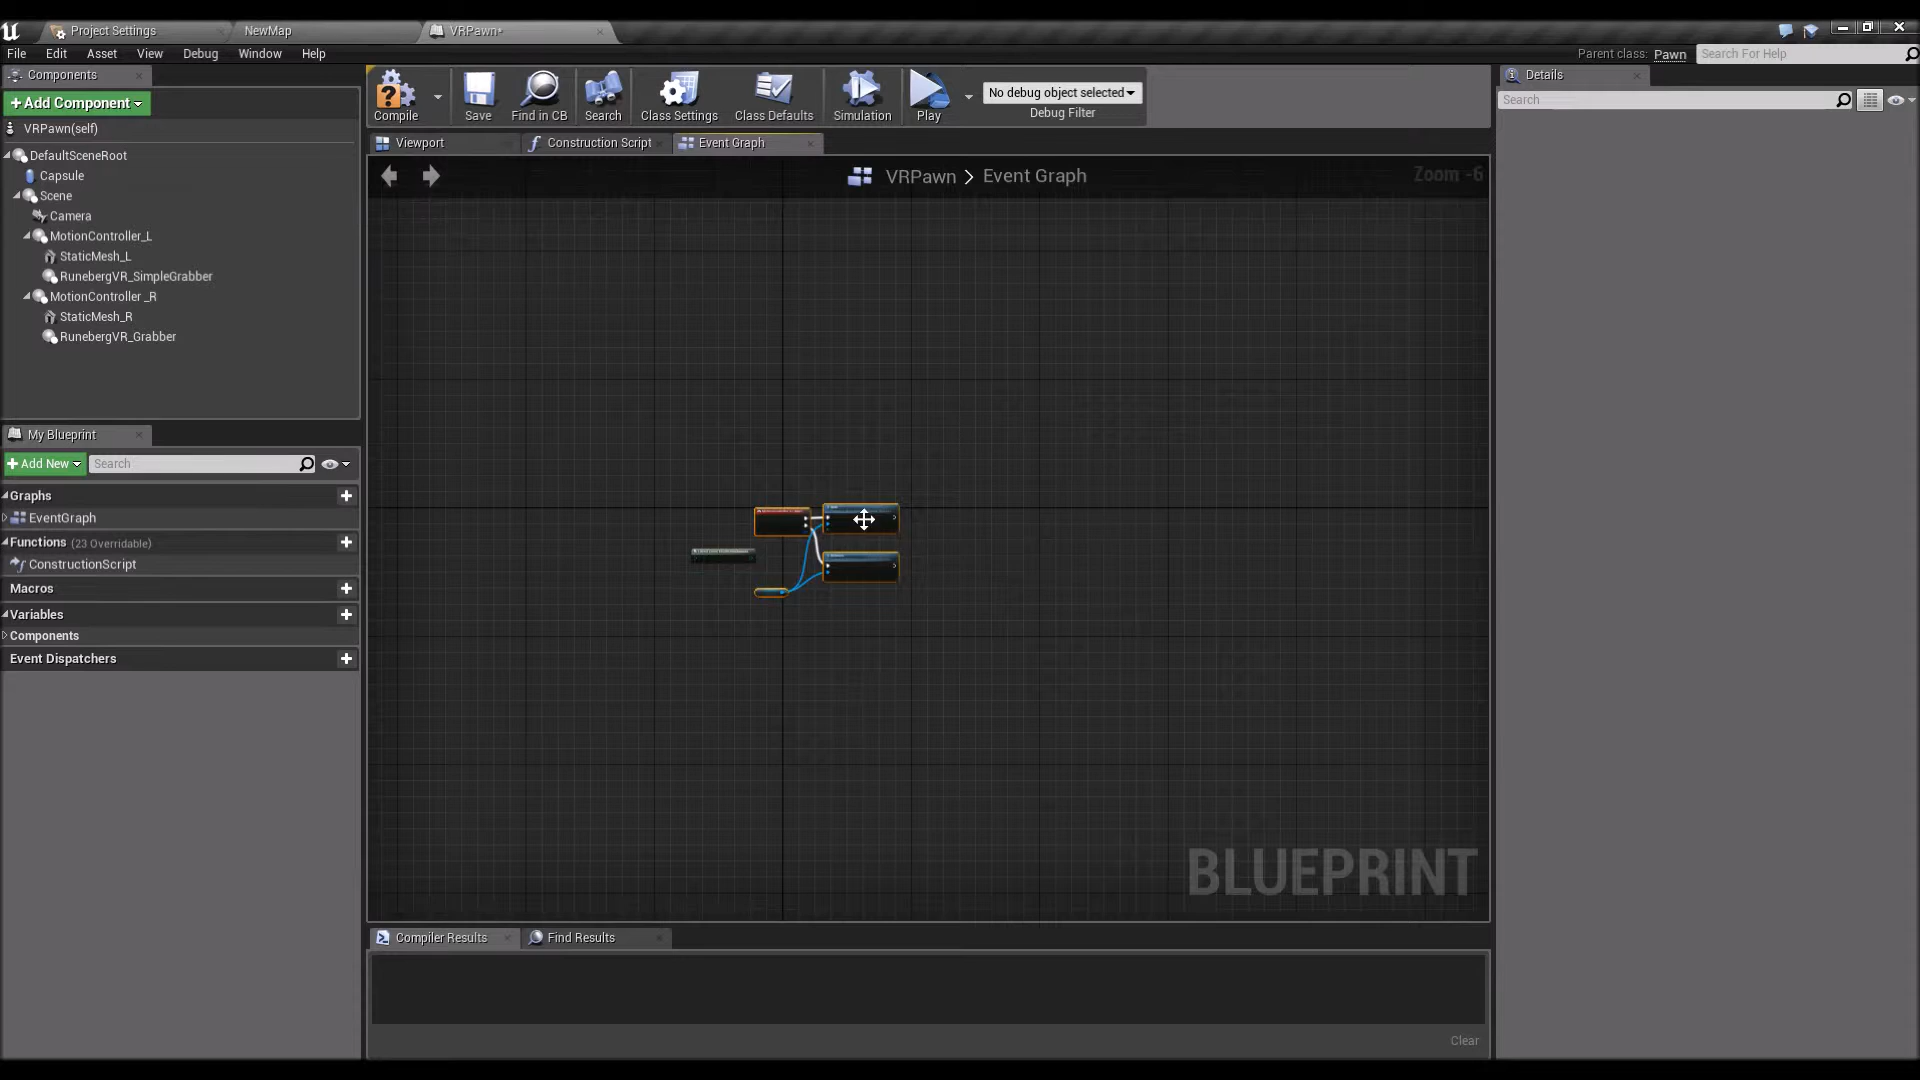 Project Settings
NewMap
VRPawn*
File
Edit
Asset
View
Debug
Window
Help
Parent class:
Pawn
Search For Help
Components
Add Component
VRPawn(self)
DefaultSceneRoot
Capsule
Scene
Camera
MotionController_L
StaticMesh_L
RunebergVR_SimpleGrabber
MotionController _R
StaticMesh_R
RunebergVR_Grabber
Compile
Save
Find in CB
Search
Class Settings
Class Defaults
Simulation
Play
No debug object selected
Debug Filter
Viewport
Construction Script
Event Graph
VRPawn > Event Graph
Zoom -6
BLUEPRINT
My Blueprint
Add New
Search
Graphs
EventGraph
Functions (23 Overridable)
ConstructionScript
Macros
Variables
Components
Event Dispatchers
Compiler Results
Find Results
Clear
Details
Search